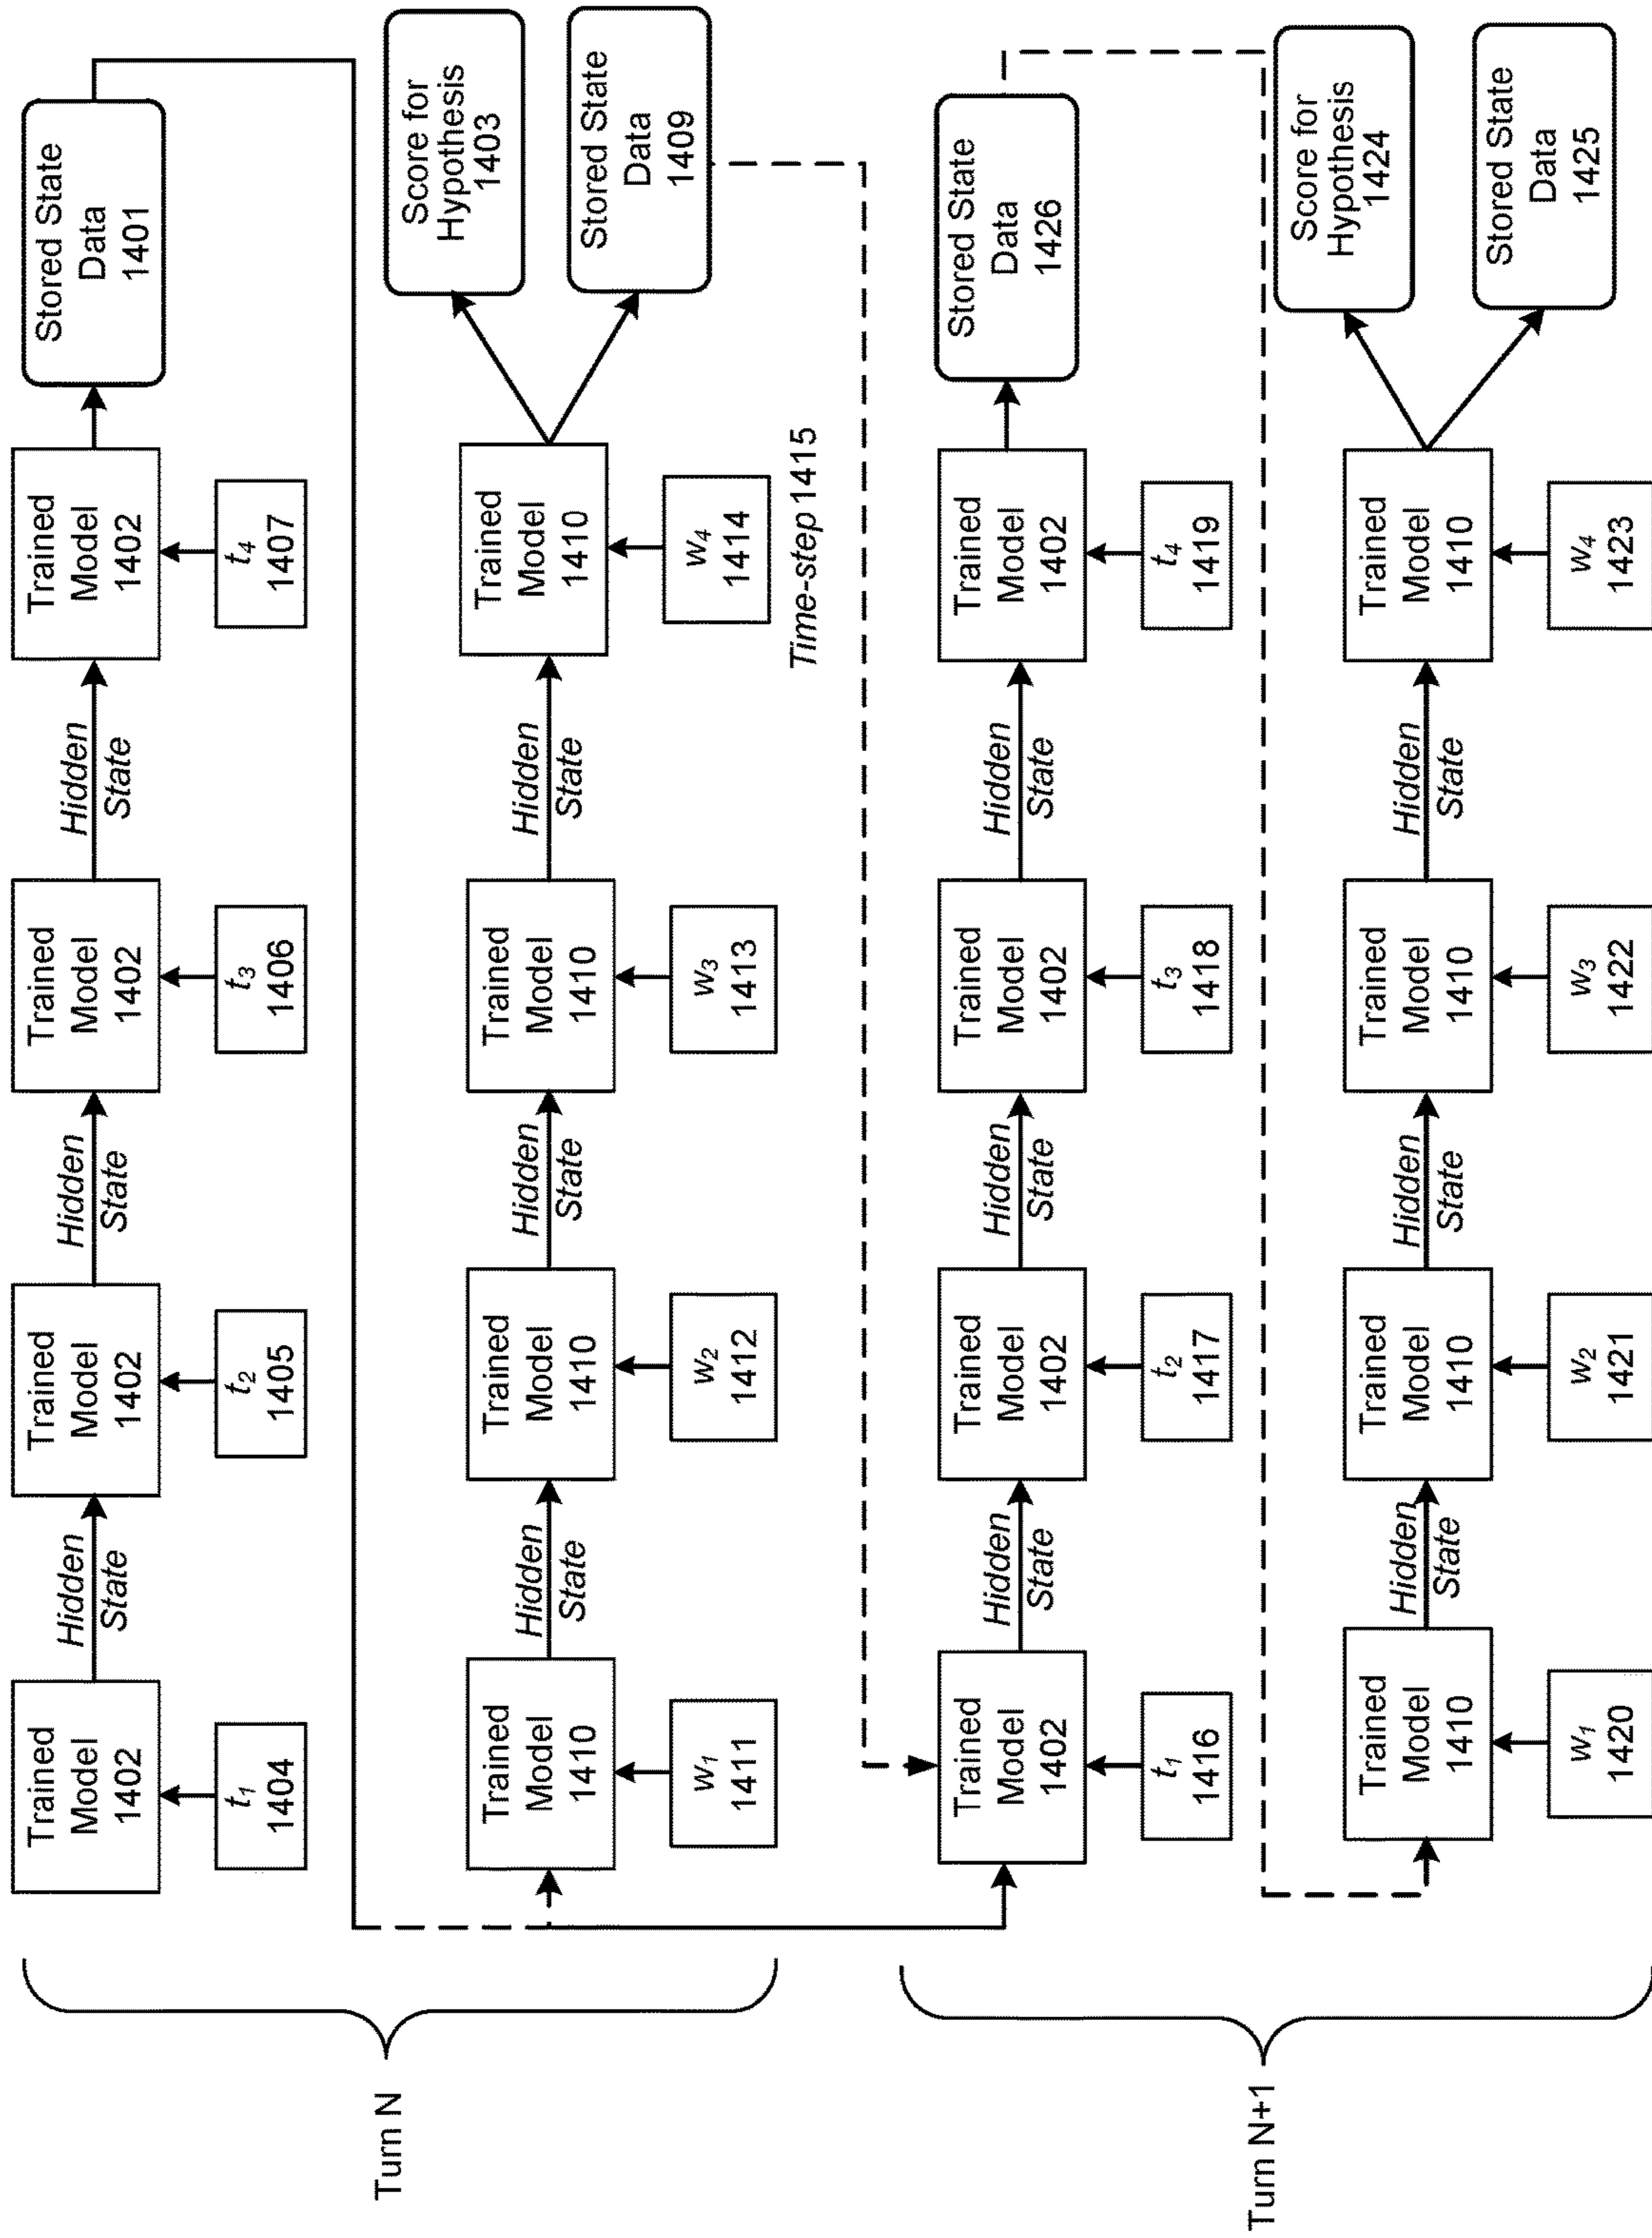 Turn N
Trained
Model
1402
t1
1404
Hidden
State
Trained
Model
1402
t2
1405
Hidden
State
Trained
Model
1402
t3
1406
Hidden
State
Trained
Model
1402
t4
1407
Stored State
Data
1401
Trained
Model
1410
w1
1411
Hidden
State
Trained
Model
1410
w2
1412
Hidden
State
Trained
Model
1410
w3
1413
Hidden
State
Trained
Model
1410
w4
1414
Time-step 1415
Score for
Hypothesis
1403
Stored State
Data
1409
Turn N+1
Trained
Model
1402
t1
1416
Hidden
State
Trained
Model
1402
t2
1417
Hidden
State
Trained
Model
1402
t3
1418
Hidden
State
Trained
Model
1402
t4
1419
Stored State
Data
1426
Trained
Model
1410
w1
1420
Hidden
State
Trained
Model
1410
w2
1421
Hidden
State
Trained
Model
1410
w3
1422
Hidden
State
Trained
Model
1410
w4
1423
Score for
Hypothesis
1424
Stored State
Data
1425